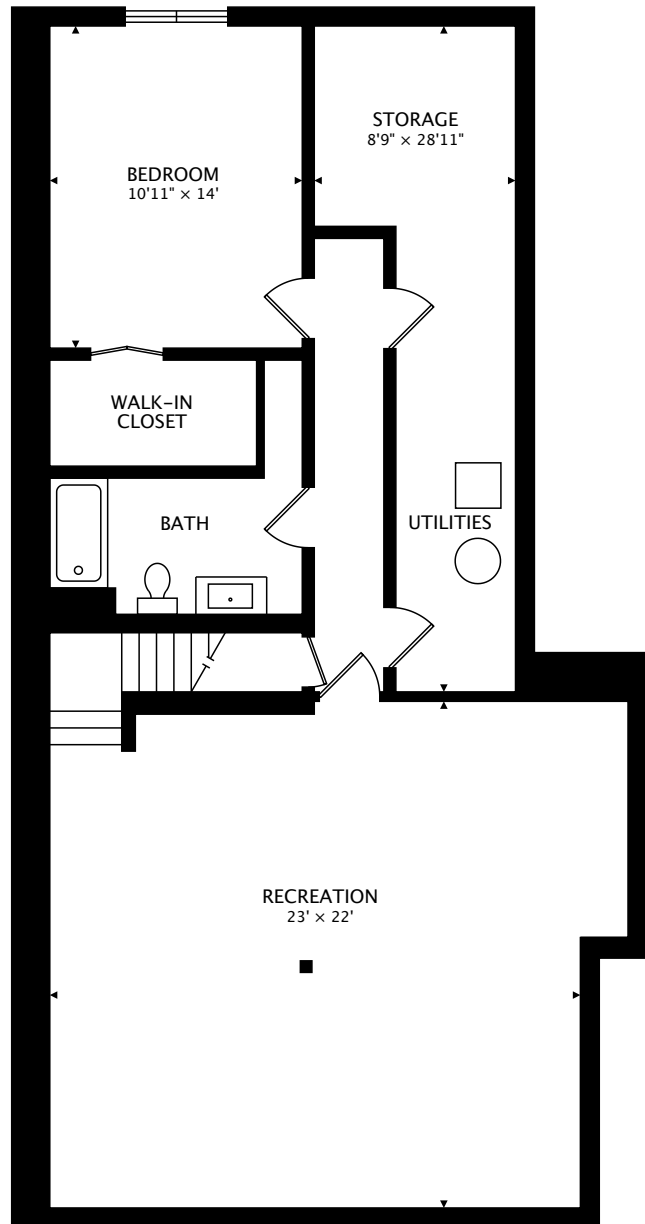 STORAGE
8'9" × 28'11"
BEDROOM
10'11" × 14'
WALK-IN
CLOSET
BATH
UTILITIES
RECREATION
23' × 22'